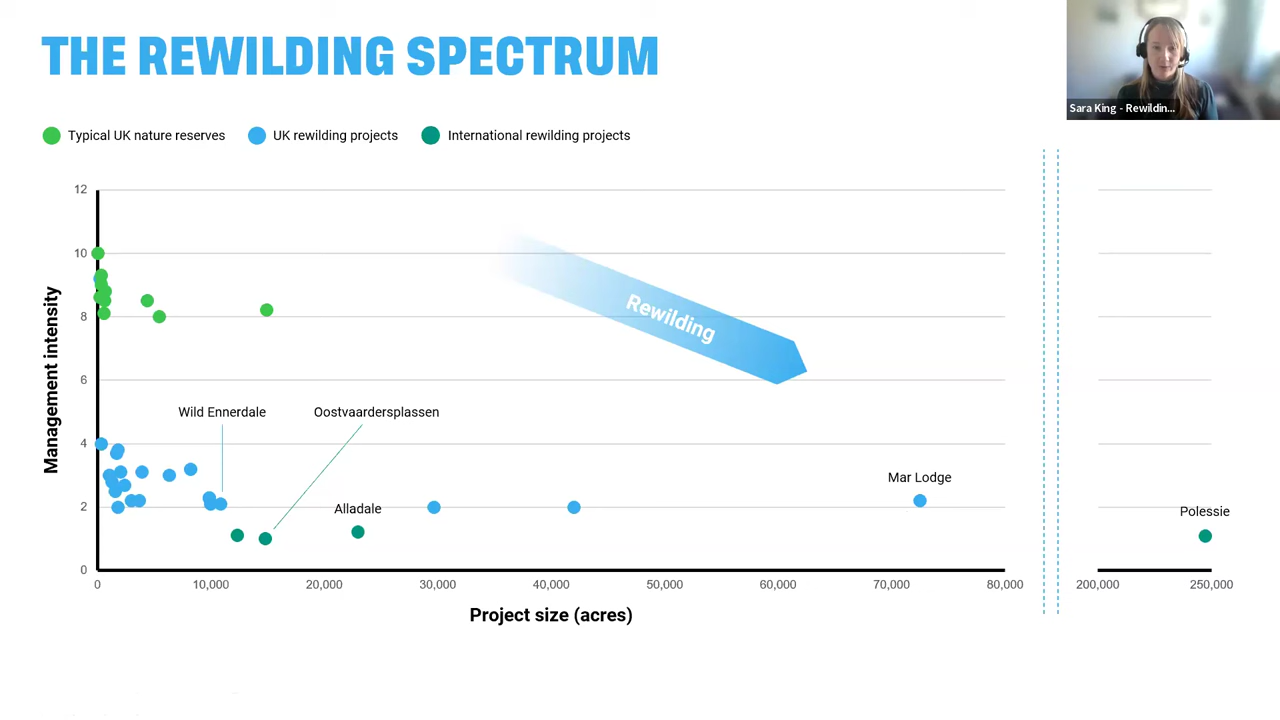 THE REWILDING SPECTRUM
Sara King - Rewildin...
Typical UK nature reserves
UK rewilding projects
International rewilding projects
12
10
8
6
4
2
0
Management intensity
Rewilding
Wild Ennerdale
Oostvaardersplassen
Alladale
Mar Lodge
Polessie
0
10,000
20,000
30,000
40,000
50,000
60,000
70,000
80,000
200,000
250,000
Project size (acres)